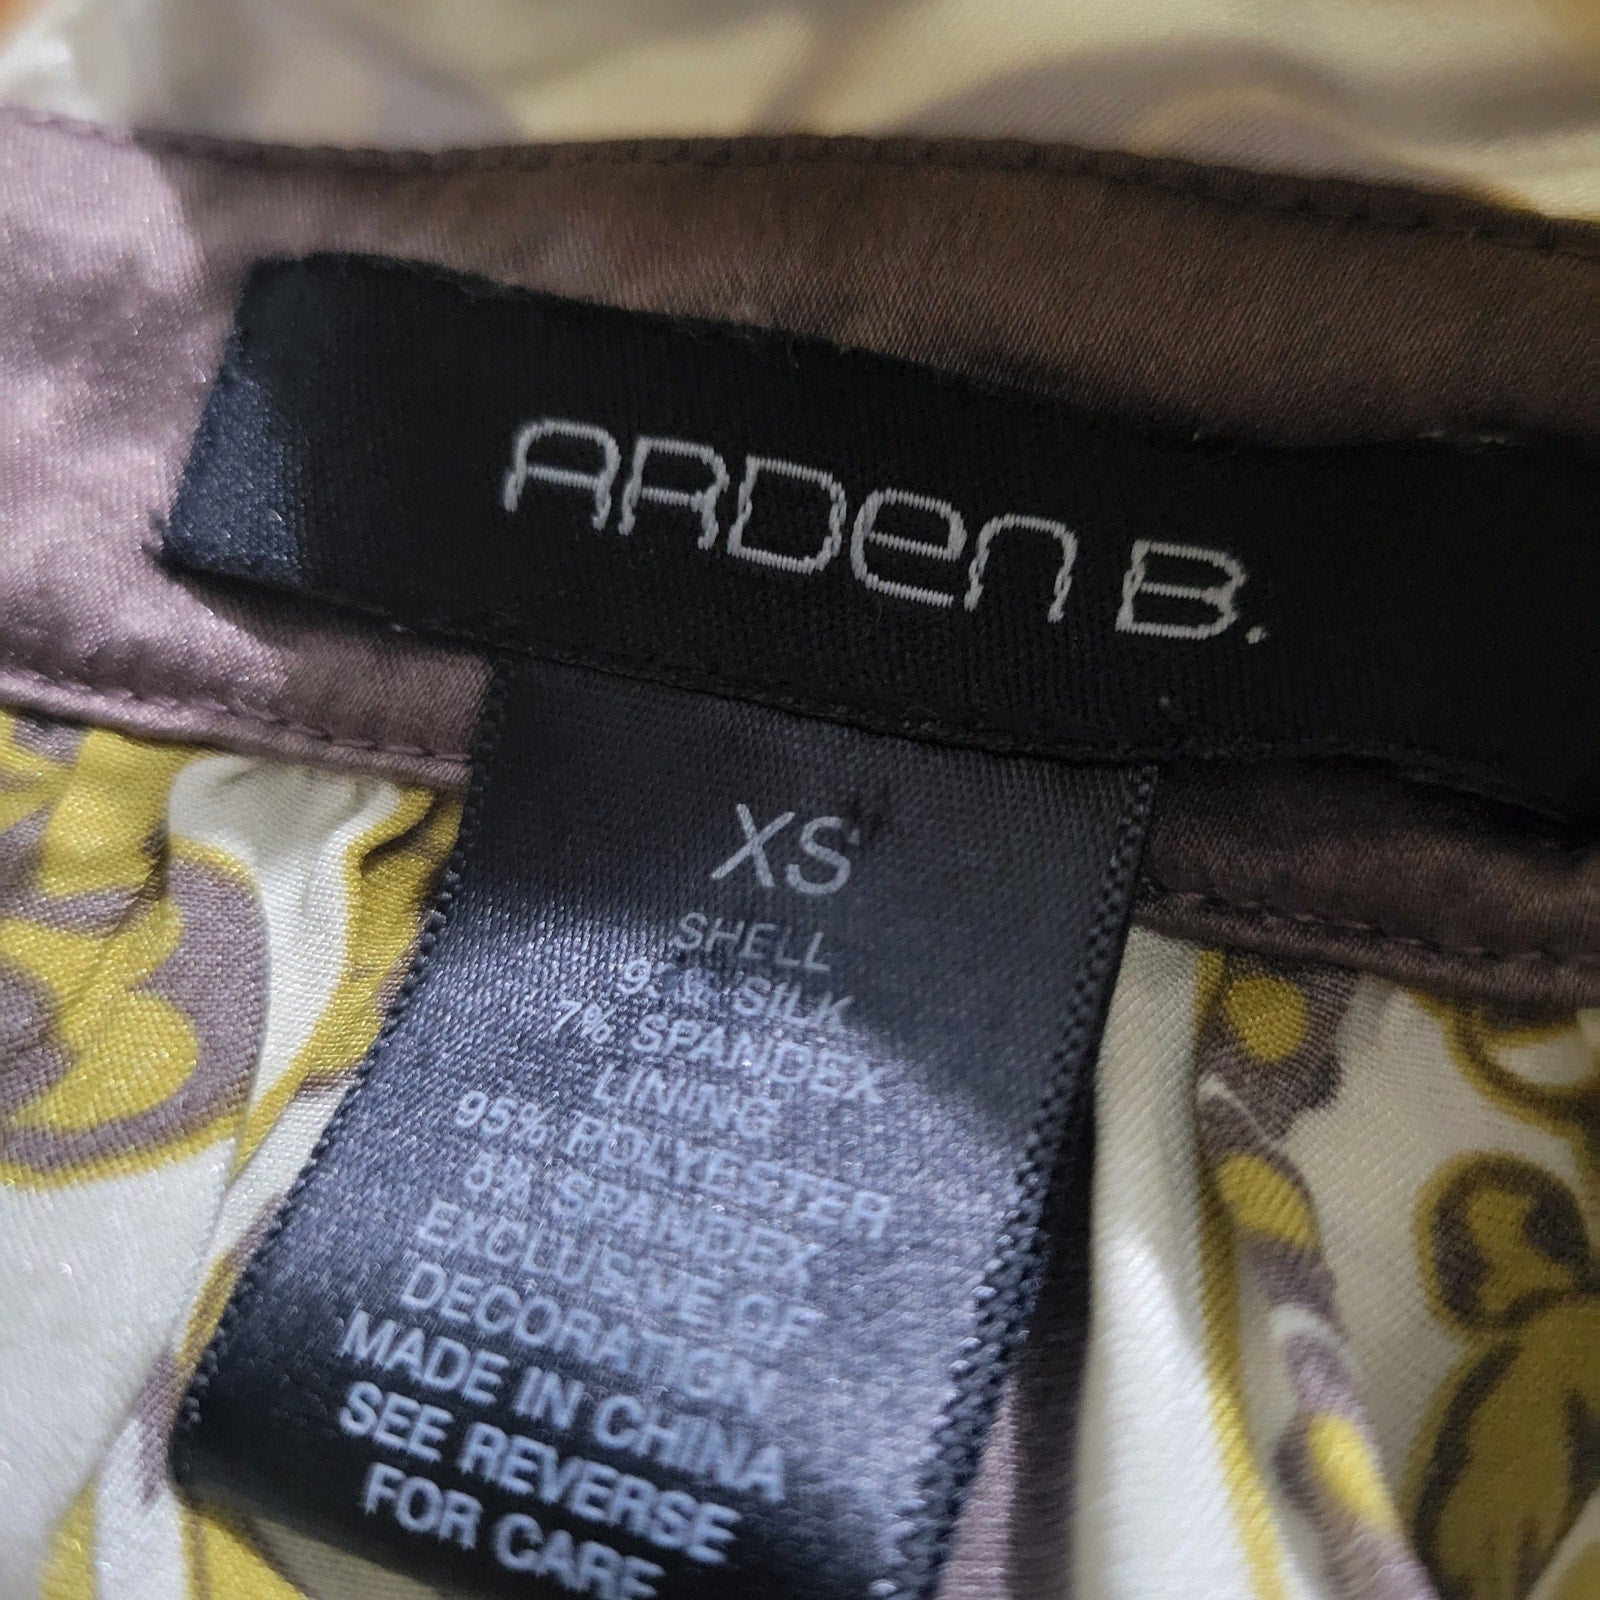 ARDEN B.
XS
SHELL
SILK
7% SPANDEX
LINING
95% POLYESTER
5% SPANDEX
EXCLUSIVE OF
DECORATION
MADE IN CHINA
SEE REVERSE
FOR CARE